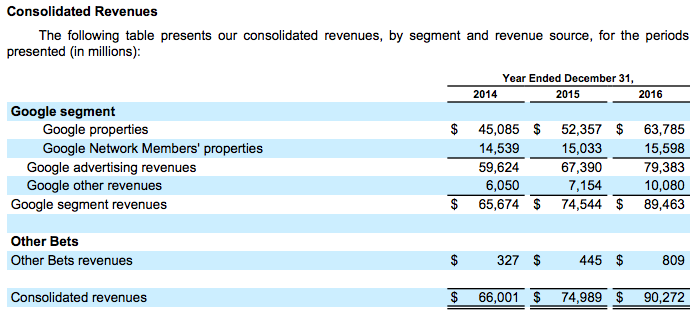 Consolidated Revenues
The following table presents our consolidated revenues, by segment and revenue source, for the periods
presented (in millions):
Year Ended December 31,
2014 2015 2016
Google segment
Google properties $ 45,085 $ 52,357 $ 63,785
Google Network Members' properties 14,539 15,033 15,598
Google advertising revenues 59,624 67,390 79,383
Google other revenues 6,050 7,154 10,080
Google segment revenues $ 65,674 $ 74,544 $ 89,463
Other Bets
Other Bets revenues $ 327 $ 445 $ 809
Consolidated revenues $ 66,001 $ 74,989 $ 90,272